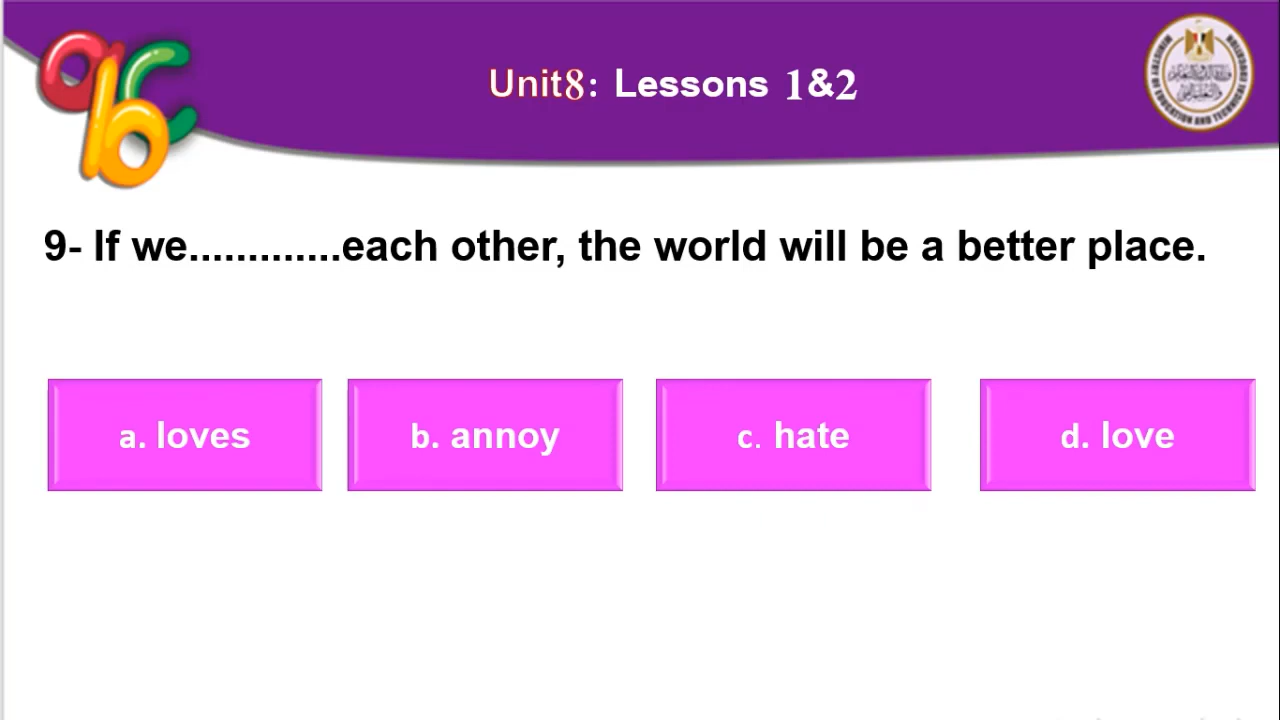 abc
Unit8: Lessons 1&2
9- If we.............each other, the world will be a better place.
a. loves
b. annoy
c. hate
d. love